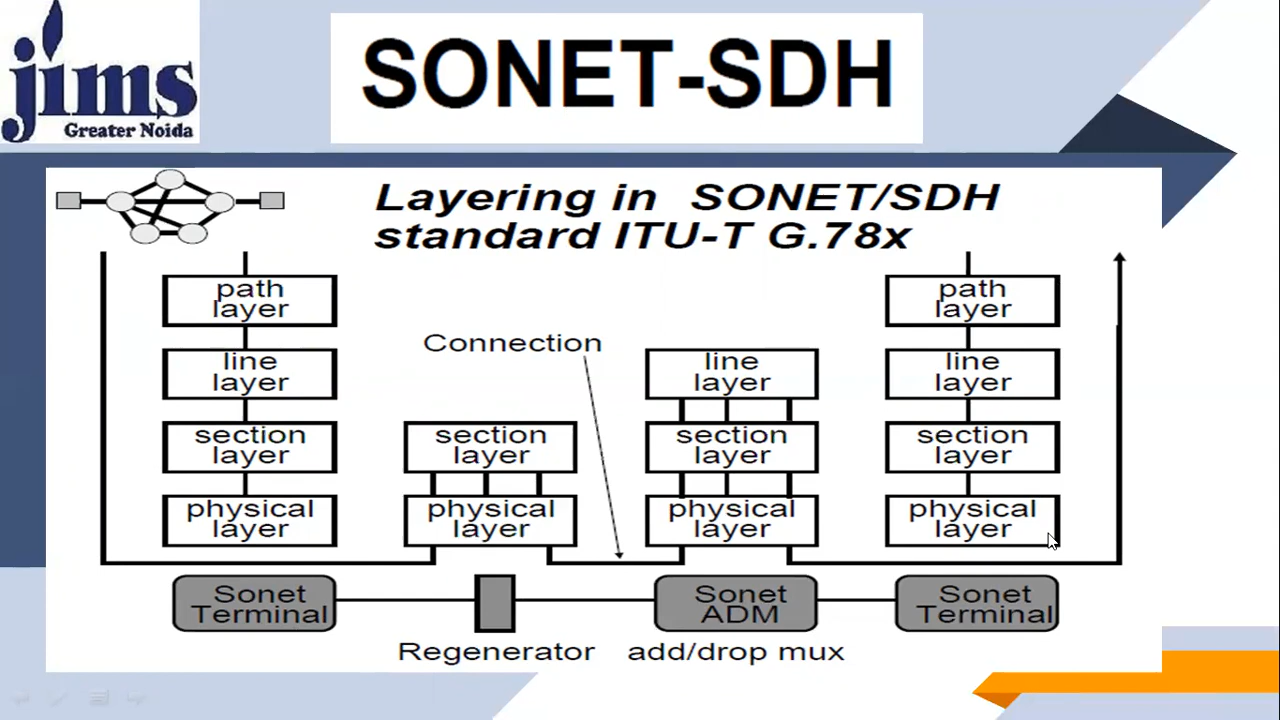 jims
Greater Noida
SONET-SDH
Layering in SONET/SDH
standard ITU-T G.78x
path
layer
path
layer
Connection
line
layer
line
layer
line
layer
section
layer
section
layer
section
layer
section
layer
physical
layer
physical
layer
physical
layer
physical
layer
Sonet
Terminal
Sonet
ADM
Sonet
Terminal
Regenerator
add/drop mux